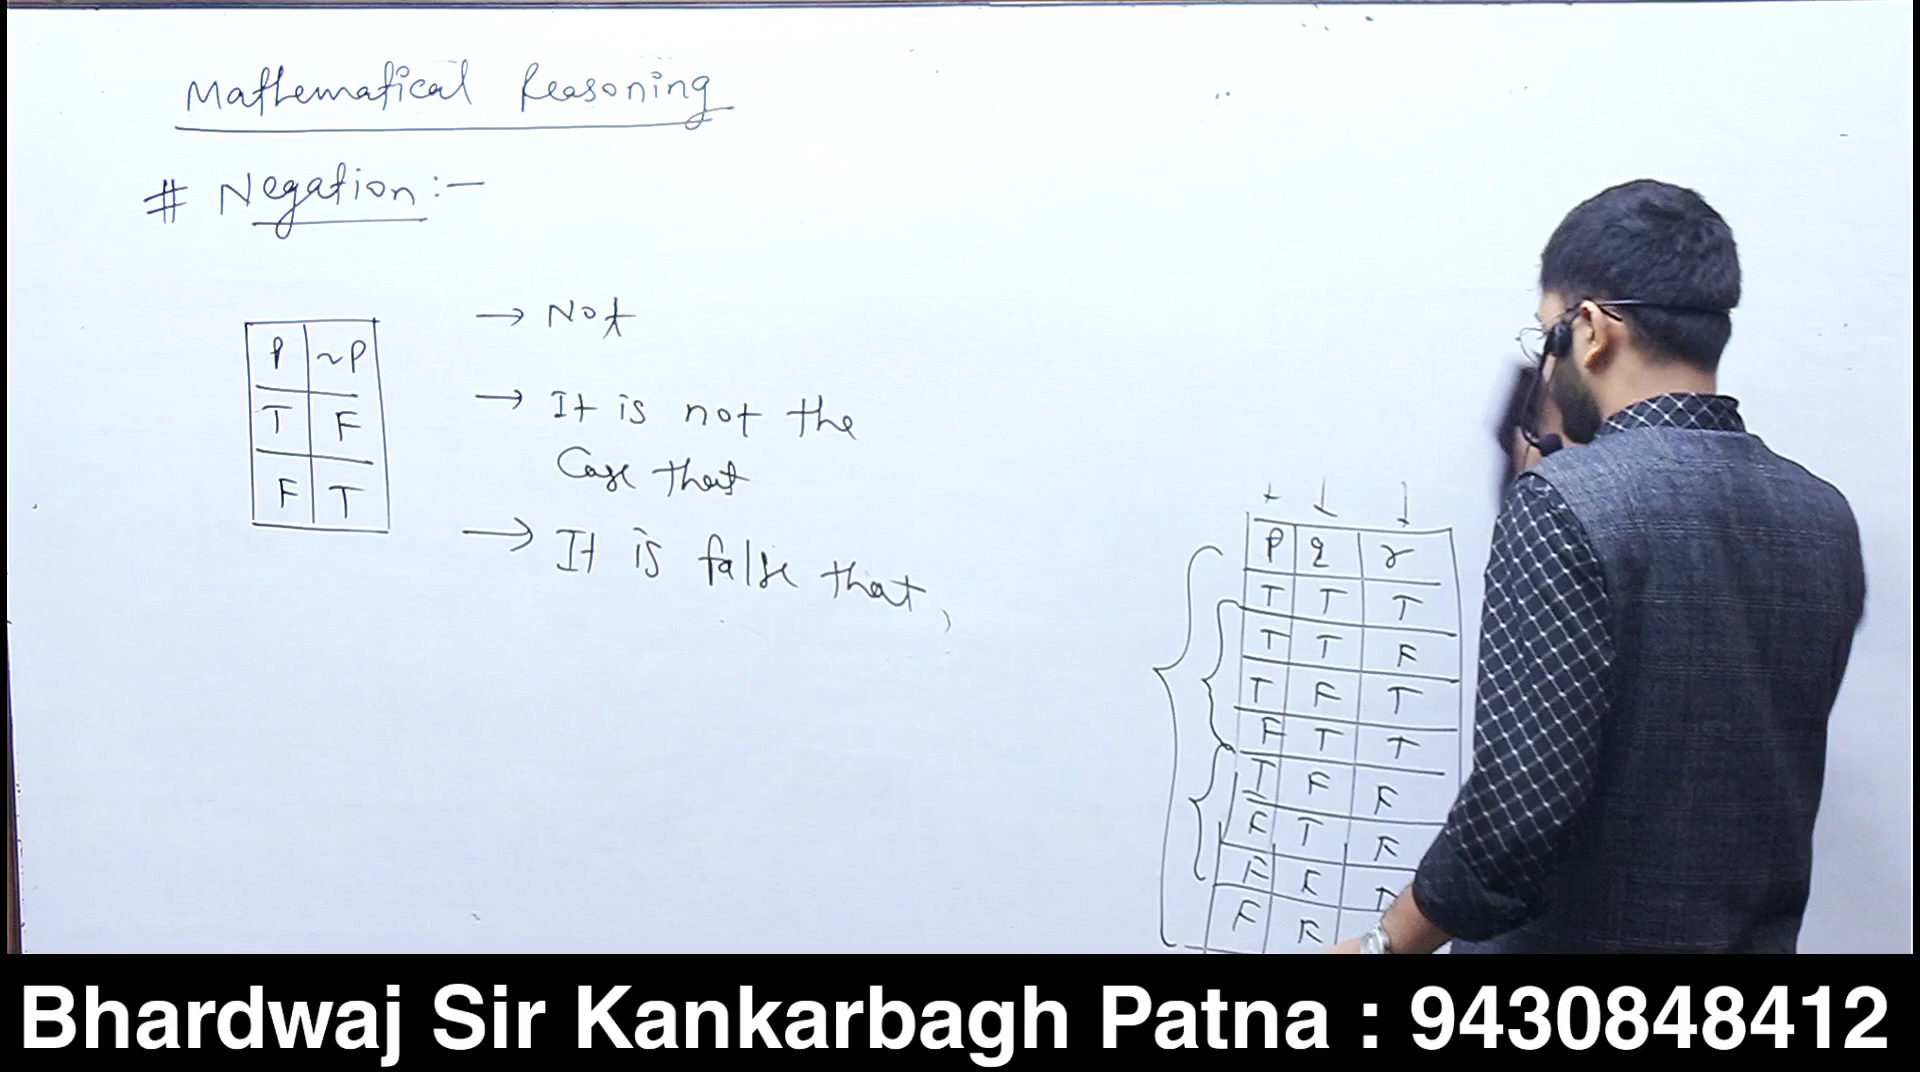 Mathematical Reasoning
# Negation :-
P ~P
T F
F T
→ Not
→ It is not the
Case that
→ It is false that,
P q r
T T T
T T F
T F T
F T T
T F F
F T F
F F
F F
Bhardwaj Sir Kankarbagh Patna : 9430848412